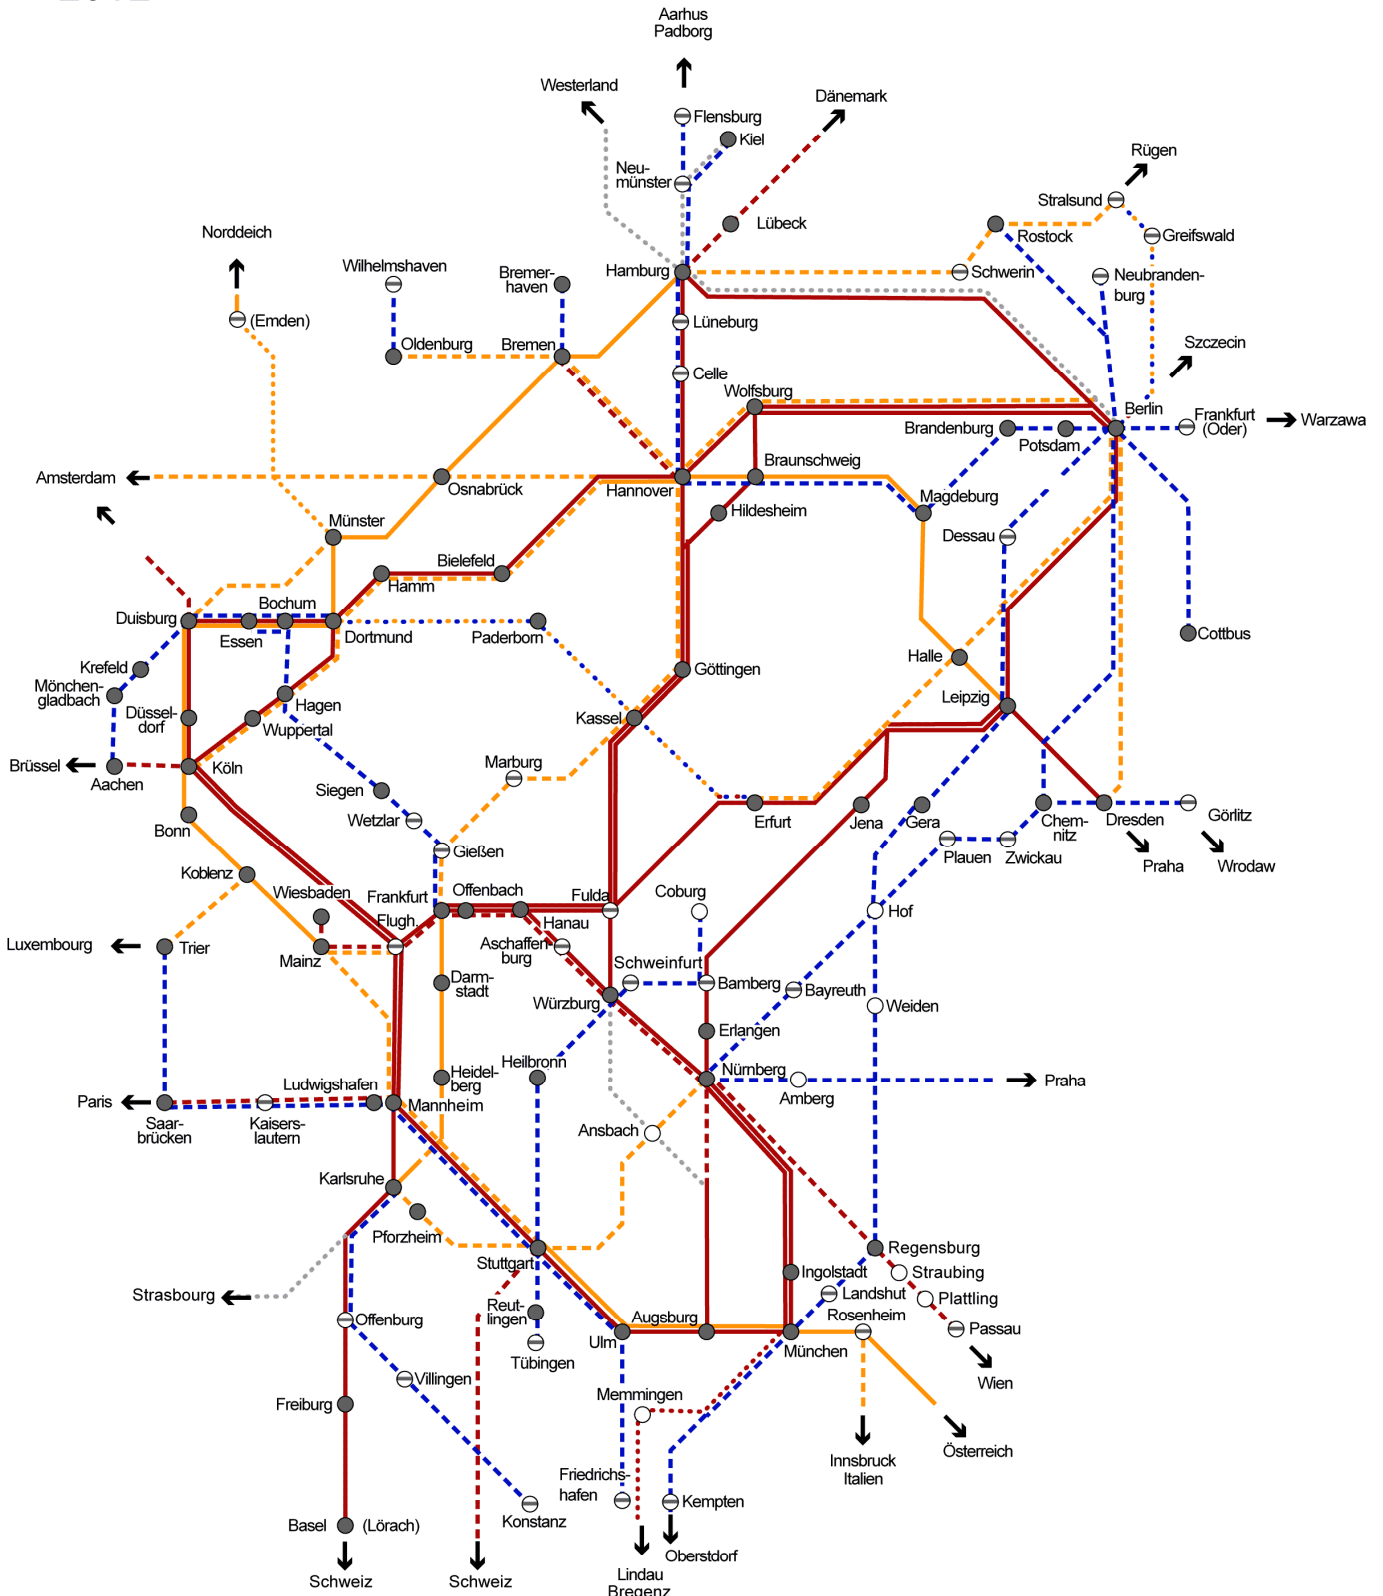 Aarhus
Padborg
Westerland
Dänemark
Flensburg
Kiel
Neu-
münster
Rügen
Stralsund
Lübeck
Rostock
Greifswald
Norddeich
Wilhelmshaven
Bremer-
haven
Hamburg
Schwerin
Neubranden-
burg
(Emden)
Lüneburg
Oldenburg
Bremen
Szczecin
Celle
Wolfsburg
Berlin
Brandenburg
Potsdam
Frankfurt
(Oder)
Warzawa
Amsterdam
Osnabrück
Hannover
Braunschweig
Magdeburg
Hildesheim
Münster
Dessau
Bielefeld
Hamm
Duisburg
Bochum
Essen
Dortmund
Paderborn
Cottbus
Krefeld
Halle
Göttingen
Mönchen-
gladbach
Hagen
Leipzig
Düssel-
dorf
Wuppertal
Kassel
Brüssel
Aachen
Köln
Marburg
Siegen
Wetzlar
Bonn
Erfurt
Jena
Gera
Chem-
nitz
Dresden
Görlitz
Gießen
Plauen
Zwickau
Praha
Wrodaw
Koblenz
Wiesbaden
Frankfurt
Offenbach
Fulda
Coburg
Flugh.
Hanau
Hof
Luxembourg
Trier
Mainz
Aschaffen-
burg
Schweinfurt
Darm-
stadt
Bamberg
Bayreuth
Würzburg
Weiden
Erlangen
Heilbronn
Nürnberg
Heidel-
berg
Ludwigshafen
Praha
Amberg
Paris
Saar-
brücken
Kaisers-
lautern
Mannheim
Ansbach
Karlsruhe
Pforzheim
Stuttgart
Regensburg
Ingolstadt
Straubing
Strasbourg
Landshut
Plattling
Reut-
lingen
Augsburg
Rosenheim
Offenburg
Ulm
München
Passau
Tübingen
Wien
Villingen
Memmingen
Freiburg
Österreich
Innsbruck
Italien
Friedrichs-
hafen
Kempten
Konstanz
Basel
(Lörach)
Oberstdorf
Schweiz
Schweiz
Lindau
Bregenz